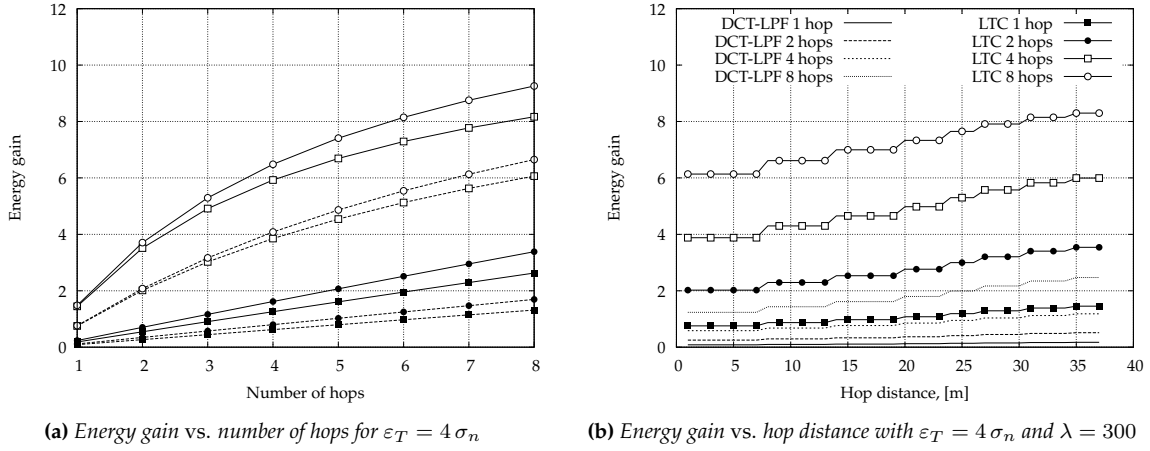 12
10
8
6
4
2
0
Energy gain
1 2 3 4 5 6 7 8
Number of hops
(a) Energy gain vs. number of hops for ε_T = 4 σ_n
12
10
8
6
4
2
0
Energy gain
DCT-LPF 1 hop
DCT-LPF 2 hops
DCT-LPF 4 hops
DCT-LPF 8 hops
LTC 1 hop
LTC 2 hops
LTC 4 hops
LTC 8 hops
0 5 10 15 20 25 30 35 40
Hop distance, [m]
(b) Energy gain vs. hop distance with ε_T = 4 σ_n and λ = 300